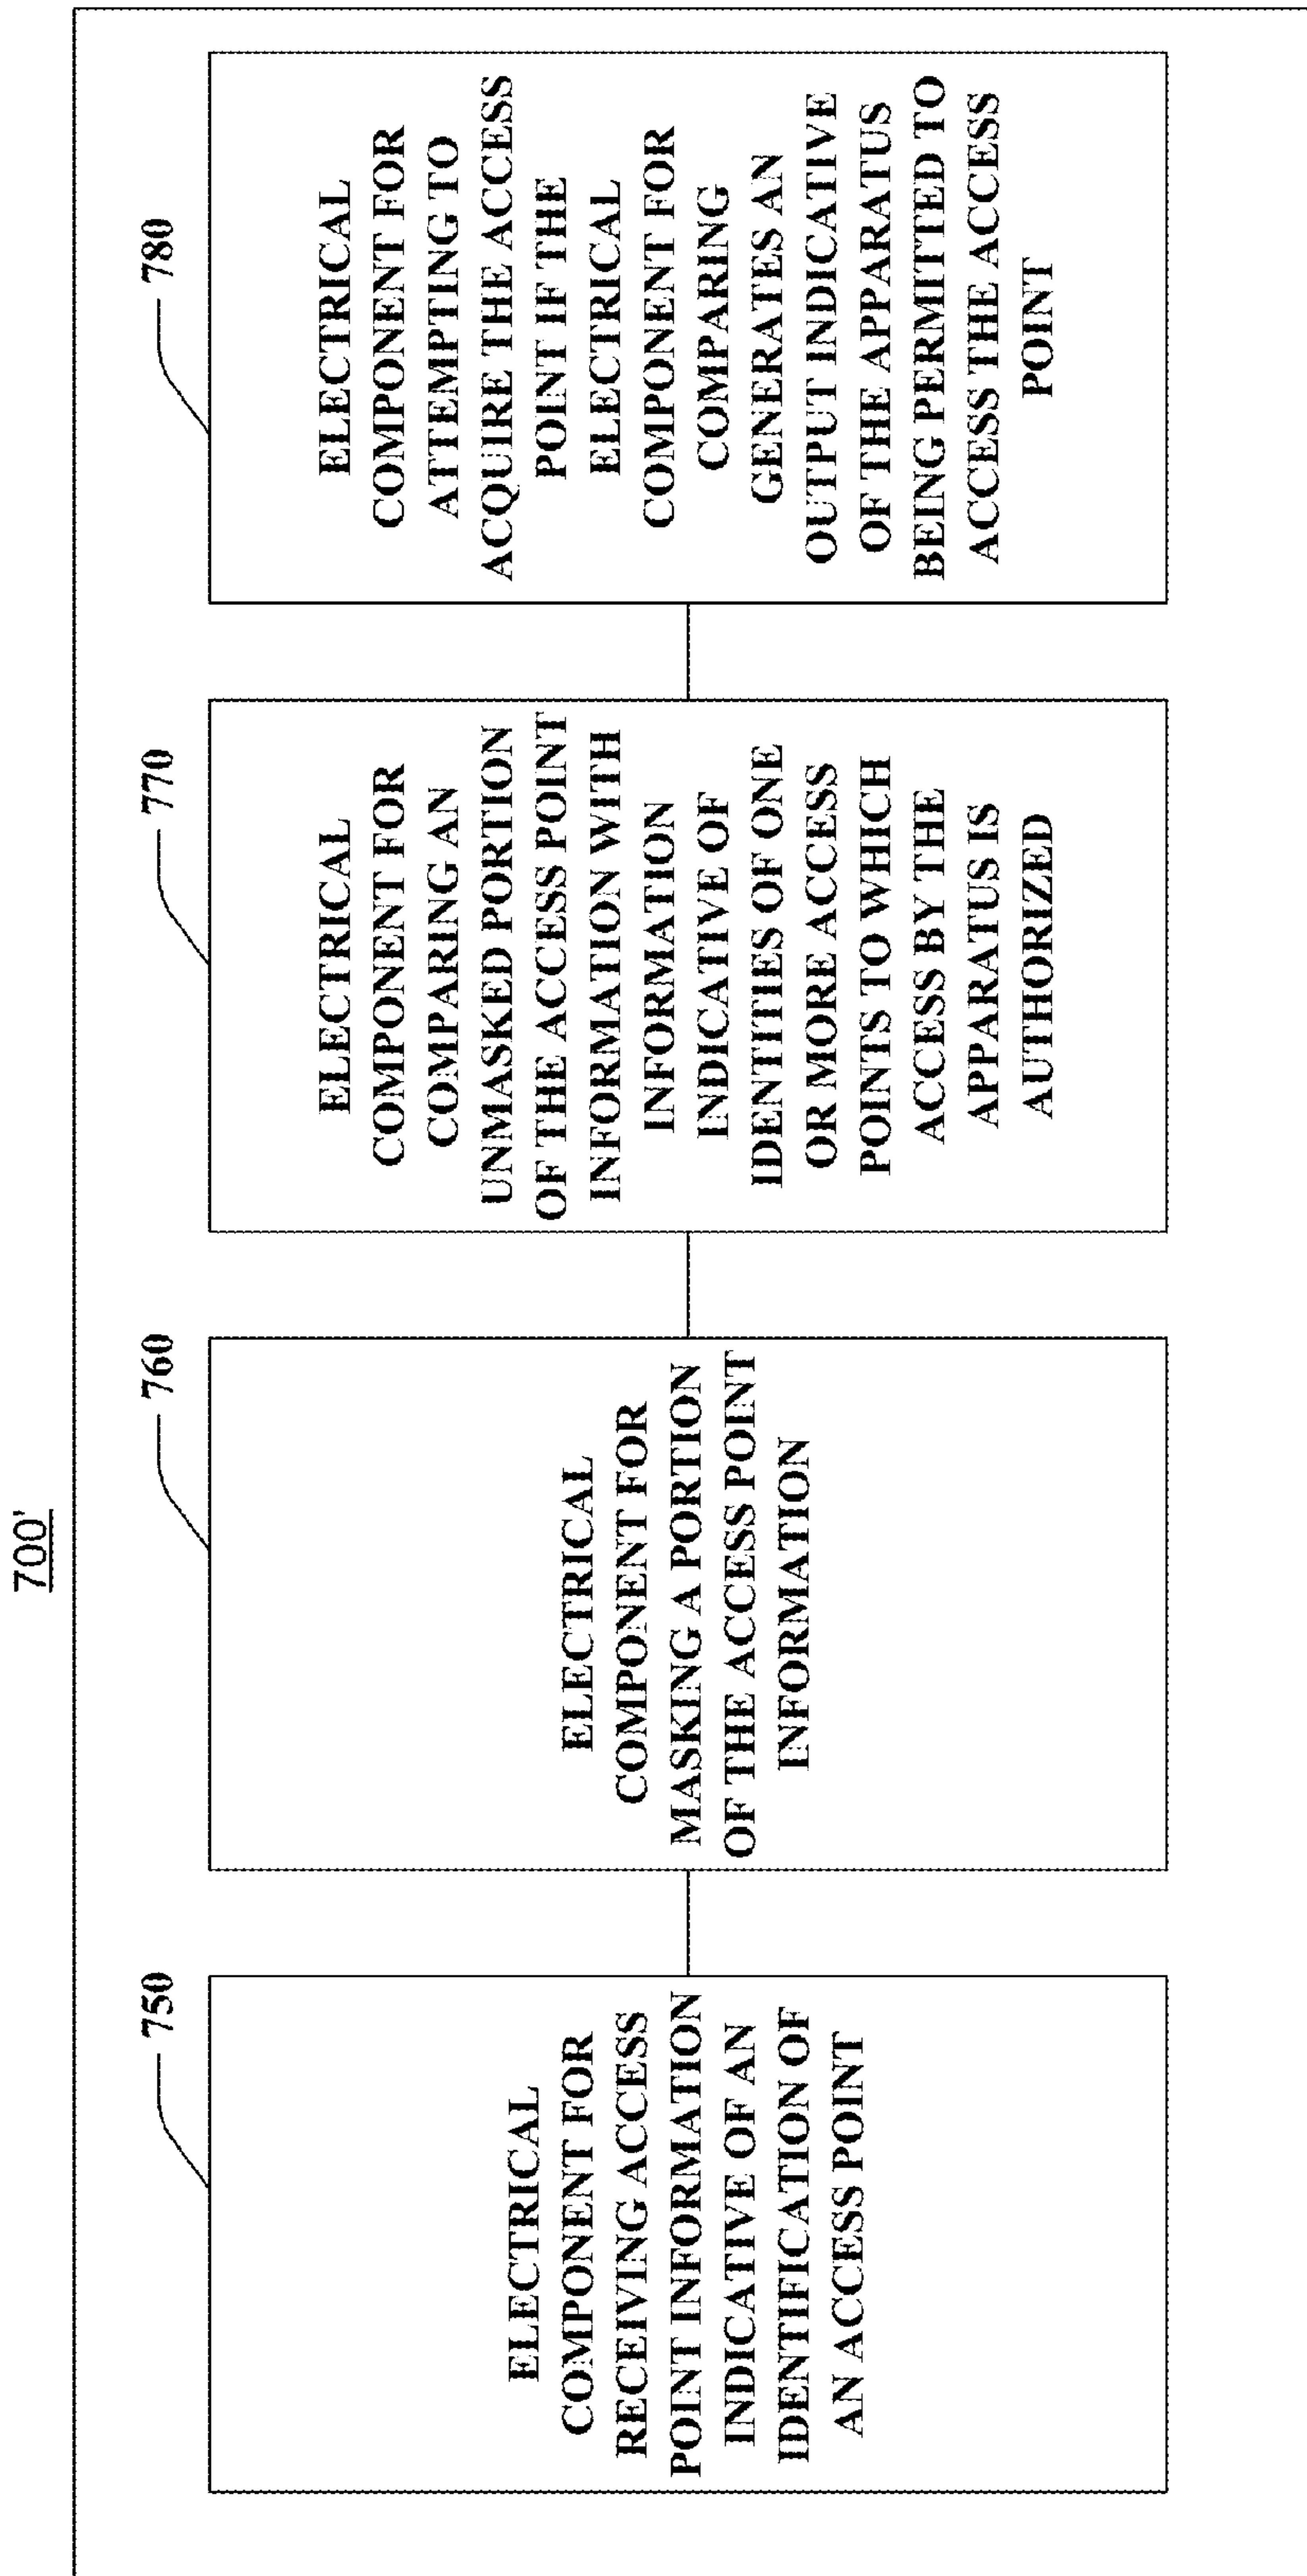 700'
750
ELECTRICAL
COMPONENT FOR
RECEIVING ACCESS
POINT INFORMATION
INDICATIVE OF AN
IDENTIFICATION OF
AN ACCESS POINT
760
ELECTRICAL
COMPONENT FOR
MASKING A PORTION
OF THE ACCESS POINT
INFORMATION
770
ELECTRICAL
COMPONENT FOR
COMPARING AN
UNMASKED PORTION
OF THE ACCESS POINT
INFORMATION WITH
INFORMATION
INDICATIVE OF
IDENTITIES OF ONE
OR MORE ACCESS
POINTS TO WHICH
ACCESS BY THE
APPARATUS IS
AUTHORIZED
780
ELECTRICAL
COMPONENT FOR
ATTEMPTING TO
ACQUIRE THE ACCESS
POINT IF THE
ELECTRICAL
COMPONENT FOR
COMPARING
GENERATES AN
OUTPUT INDICATIVE
OF THE APPARATUS
BEING PERMITTED TO
ACCESS THE ACCESS
POINT